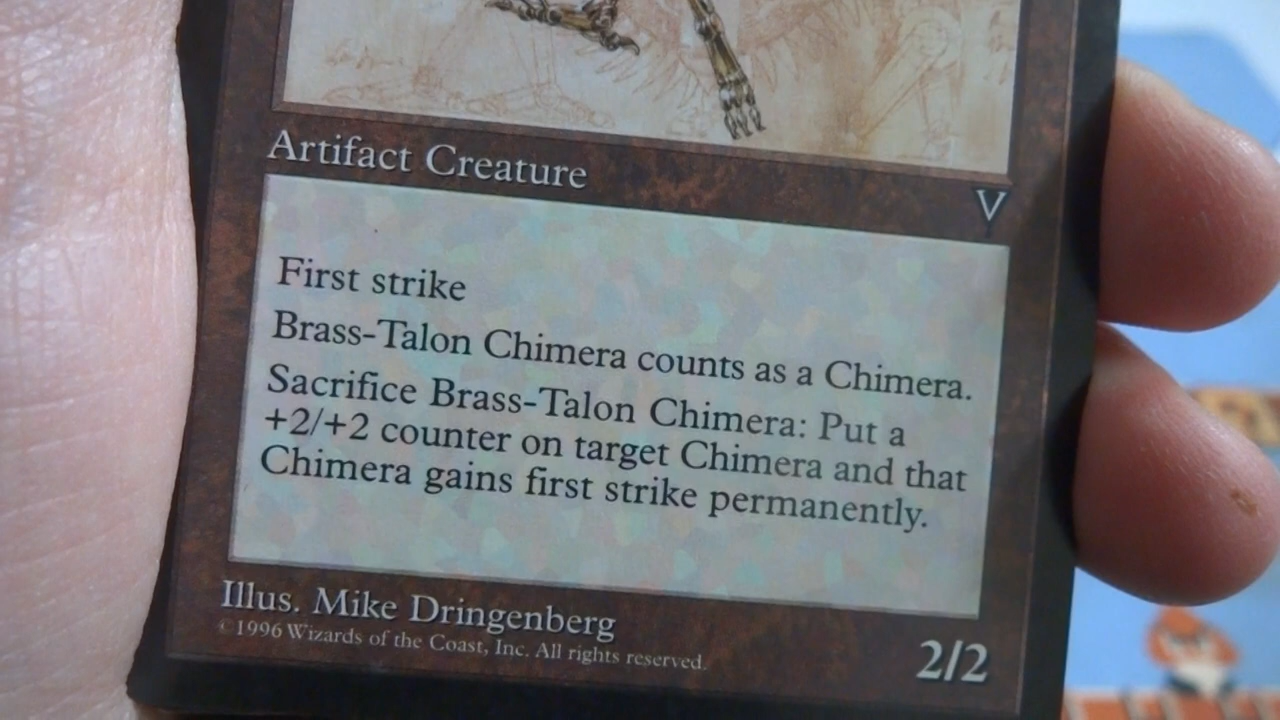 Artifact Creature
V
First strike
Brass-Talon Chimera counts as a Chimera.
Sacrifice Brass-Talon Chimera: Put a
+2/+2 counter on target Chimera and that
Chimera gains first strike permanently.
Illus. Mike Dringenberg
©1996 Wizards of the Coast, Inc. All rights reserved.
2/2